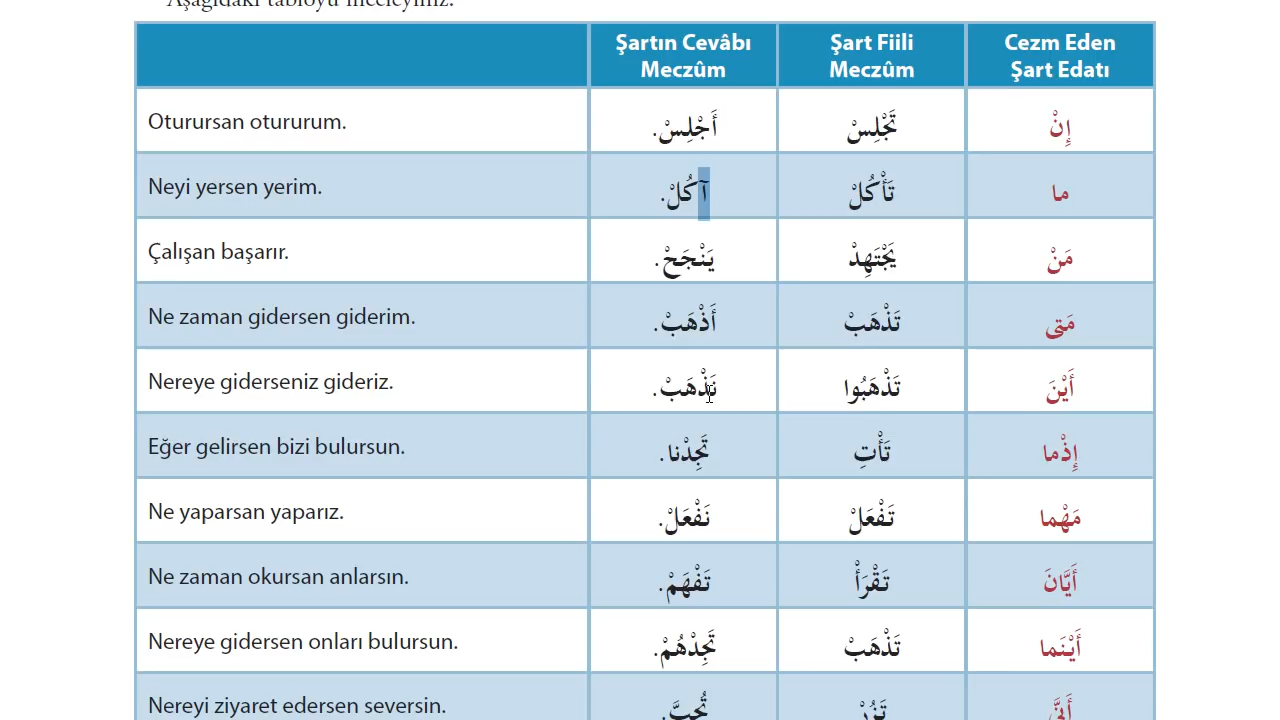 Aşağıdaki tabloyu inceleyiniz.
Şartın Cevâbı Meczûm | Şart Fiili Meczûm | Cezm Eden Şart Edatı
Oturursan otururum. | أَجْلِسْ. | تَجْلِسْ | إِنْ
Neyi yersen yerim. | آكُلْ. | تَأْكُلْ | ما
Çalışan başarır. | يَنْجَحْ. | يَجْتَهِدْ | مَنْ
Ne zaman gidersen giderim. | أَذْهَبْ. | تَذْهَبْ | مَتى
Nereye giderseniz gideriz. | نَذْهَبْ. | تَذْهَبُوا | أَيْنَ
Eğer gelirsen bizi bulursun. | تَجِدْنا. | تَأْتِ | إِذْما
Ne yaparsan yaparız. | نَفْعَلْ. | تَفْعَلْ | مَهْما
Ne zaman okursan anlarsın. | تَفْهَمْ. | تَقْرَأْ | أَيَّانَ
Nereye gidersen onları bulursun. | تَجِدْهُمْ. | تَذْهَبْ | أَيْنَما
Nereyi ziyaret edersen seversin. | تُحِبَّ. | تَزُرْ | أَنَّى